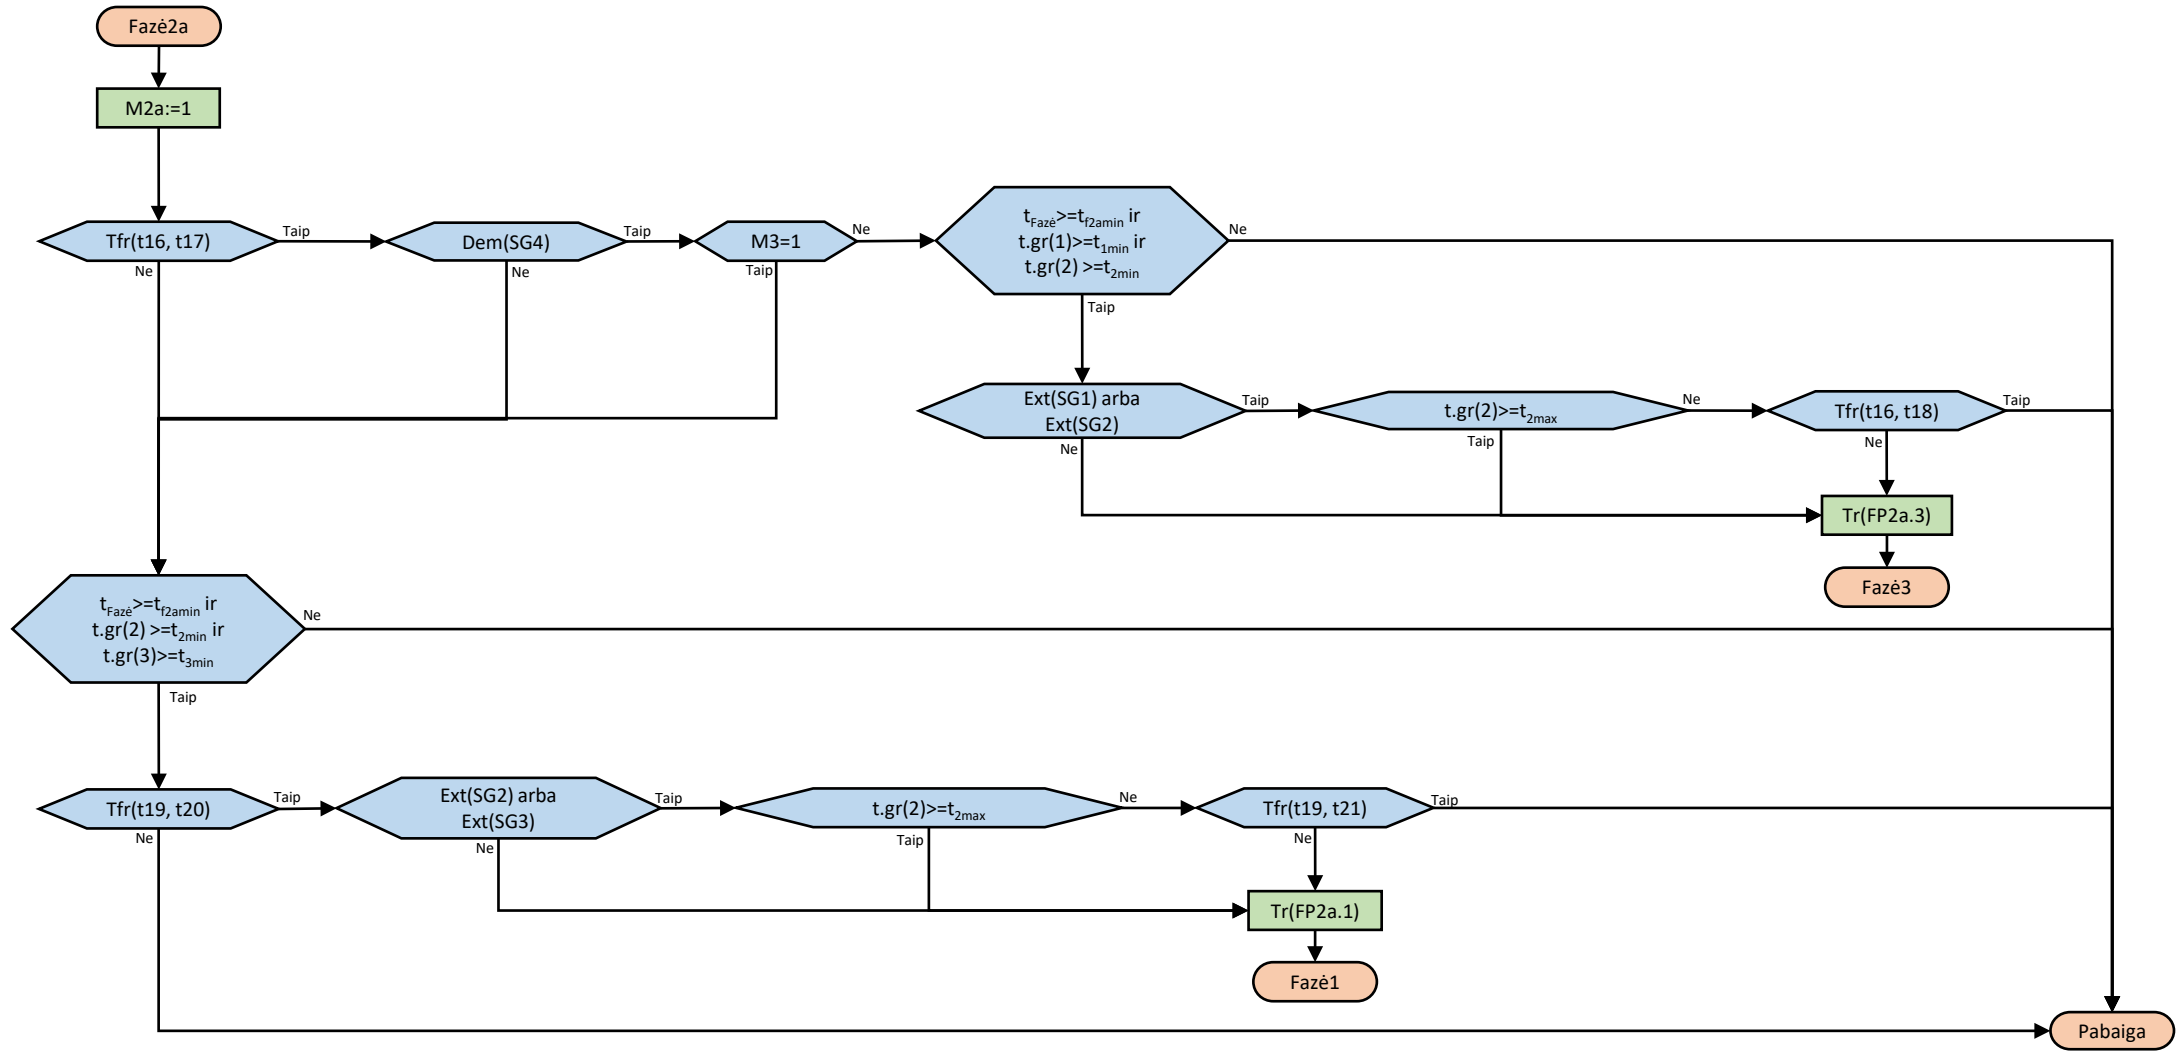 Fazė2a
M2a:=1
Tfr(t16, t17)
Taip
Ne
Dem(SG4)
Taip
Ne
M3=1
Ne
Taip
tFazė>=tf2amin ir
t.gr(1)>=t1min ir
t.gr(2) >=t2min
Ne
Taip
Ext(SG1) arba
Ext(SG2)
Taip
Ne
t.gr(2)>=t2max
Ne
Taip
Tfr(t16, t18)
Taip
Ne
Tr(FP2a.3)
Fazė3
tFazė>=tf2amin ir
t.gr(2) >=t2min ir
t.gr(3)>=t3min
Ne
Taip
Tfr(t19, t20)
Taip
Ne
Ext(SG2) arba
Ext(SG3)
Taip
Ne
t.gr(2)>=t2max
Ne
Taip
Tfr(t19, t21)
Taip
Ne
Tr(FP2a.1)
Fazė1
Pabaiga